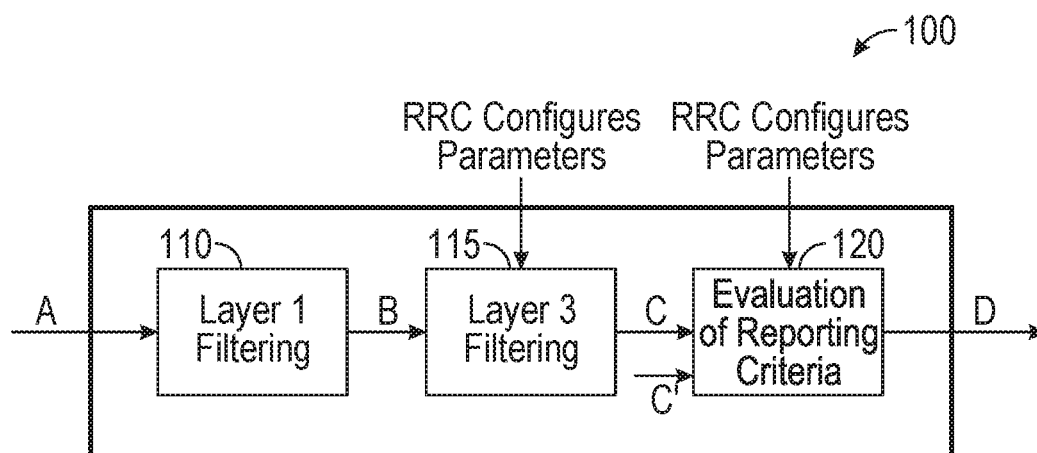 100
RRC Configures
Parameters
RRC Configures
Parameters
110
115
120
A
Layer 1
Filtering
B
Layer 3
Filtering
C
C'
Evaluation
of Reporting
Criteria
D